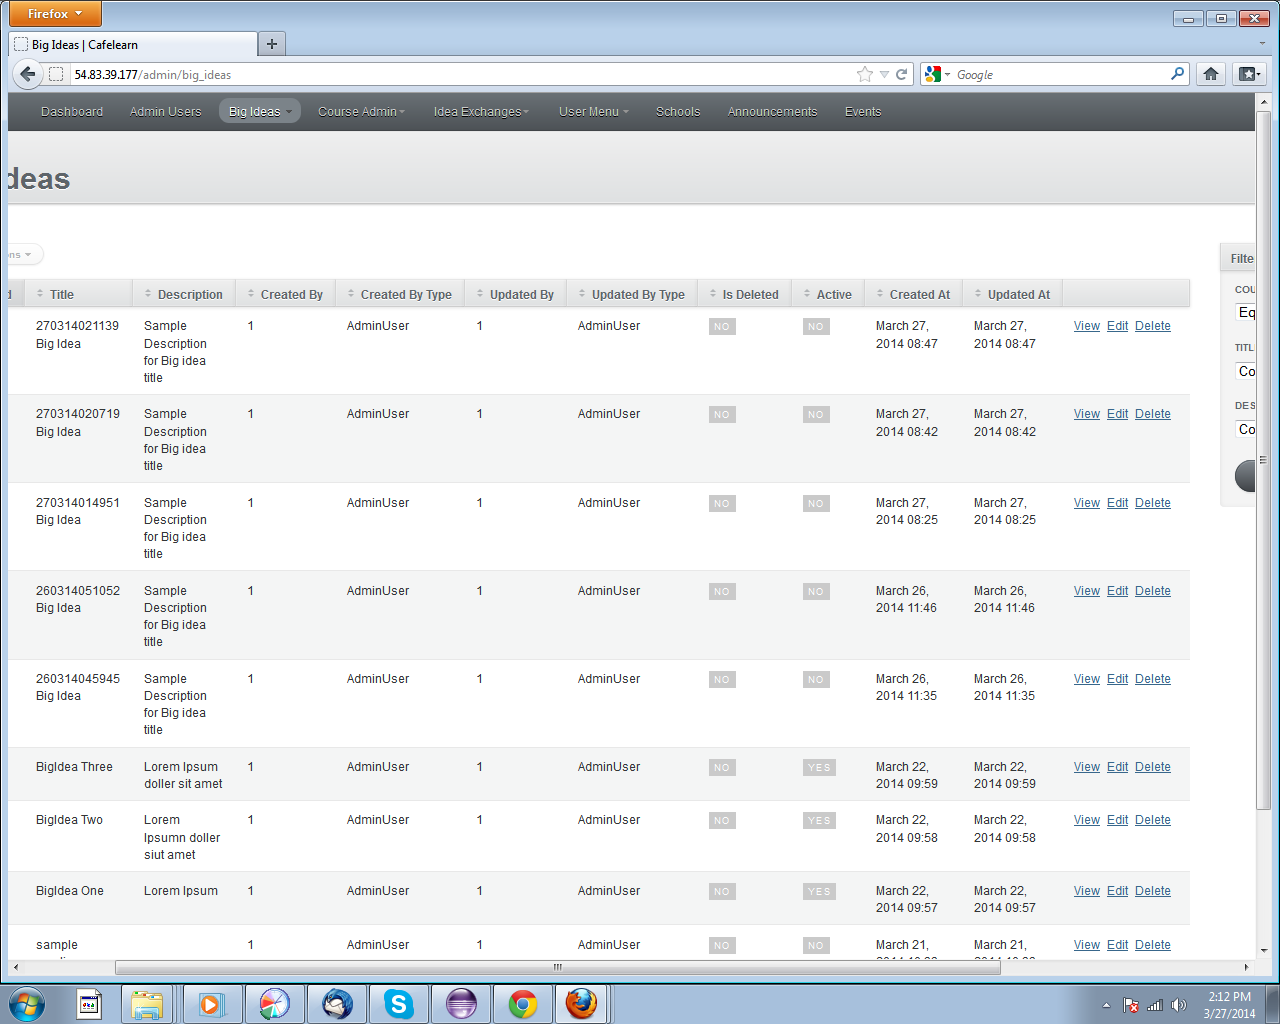 Firefox
Big Ideas | Cafelearn
54.83.39.177/admin/big_ideas
Google
Dashboard Admin Users Big Ideas Course Admin Idea Exchanges User Menu Schools Announcements Events
deas
ons
Filte
d Title Description Created By Created By Type Updated By Updated By Type Is Deleted Active Created At Updated At
COU
Eq
TITL
Co
DES
Co
270314021139 Sample 1 AdminUser 1 AdminUser NO NO March 27, March 27, View Edit Delete
Big Idea Description 2014 08:47 2014 08:47
for Big idea
title
270314020719 Sample 1 AdminUser 1 AdminUser NO NO March 27, March 27, View Edit Delete
Big Idea Description 2014 08:42 2014 08:42
for Big idea
title
270314014951 Sample 1 AdminUser 1 AdminUser NO NO March 27, March 27, View Edit Delete
Big Idea Description 2014 08:25 2014 08:25
for Big idea
title
260314051052 Sample 1 AdminUser 1 AdminUser NO NO March 26, March 26, View Edit Delete
Big Idea Description 2014 11:46 2014 11:46
for Big idea
title
260314045945 Sample 1 AdminUser 1 AdminUser NO NO March 26, March 26, View Edit Delete
Big Idea Description 2014 11:35 2014 11:35
for Big idea
title
BigIdea Three Lorem Ipsum 1 AdminUser 1 AdminUser NO YES March 22, March 22, View Edit Delete
doller sit amet 2014 09:59 2014 09:59
BigIdea Two Lorem 1 AdminUser 1 AdminUser NO YES March 22, March 22, View Edit Delete
Ipsumn doller 2014 09:58 2014 09:58
siut amet
BigIdea One Lorem Ipsum 1 AdminUser 1 AdminUser NO YES March 22, March 22, View Edit Delete
2014 09:57 2014 09:57
sample 1 AdminUser 1 AdminUser NO NO March 21, March 21, View Edit Delete
2:12 PM
3/27/2014